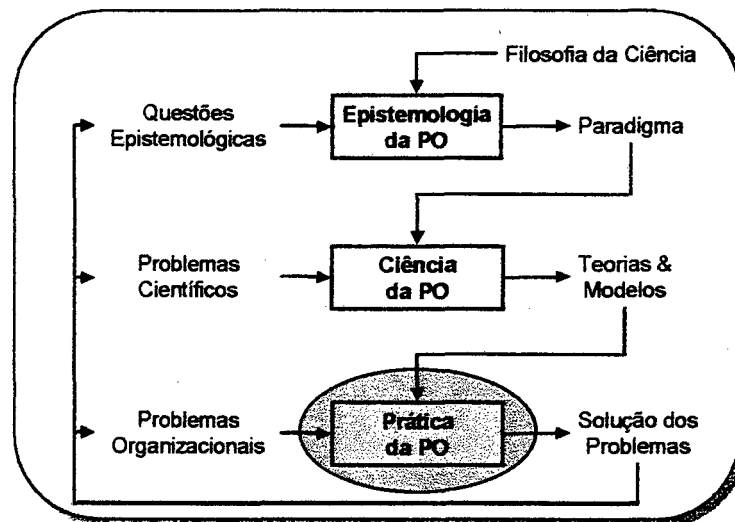 Filosofia da Ciência
Questões
Epistemológicas
Epistemologia
da PO
Paradigma
Problemas
Científicos
Ciência
da PO
Teorias &
Modelos
Problemas
Organizacionais
Prática
da PO
Solução dos
Problemas